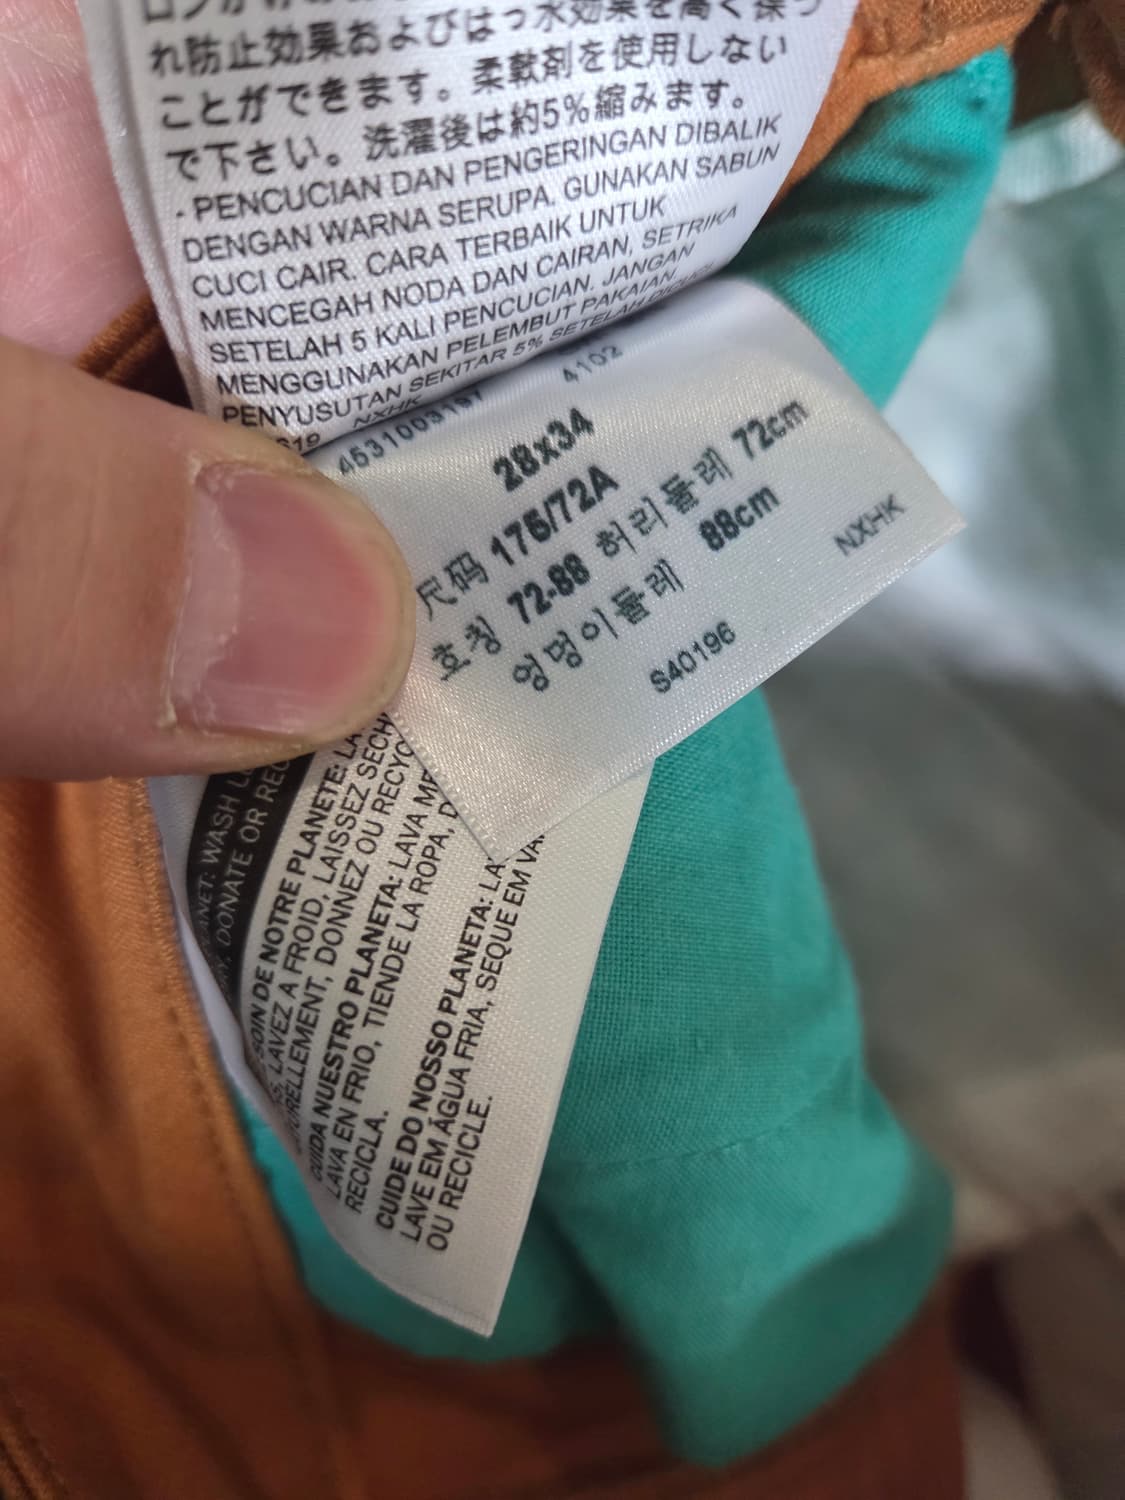 れ防止効果およびはっ水効果を高く保つ
ことができます。柔軟剤を使用しない
で下さい。洗濯後は約5%縮みます。
- PENCUCIAN DAN PENGERINGAN DIBALIK
DENGAN WARNA SERUPA. GUNAKAN SABUN
CUCI CAIR. CARA TERBAIK UNTUK
MENCEGAH NODA DAN CAIRAN, SETRIKA
SETELAH 5 KALI PENCUCIAN. JANGAN
MENGGUNAKAN PELEMBUT PAKAIAN.
PENYUSUTAN SEKITAR 5% SETELAH DICUCI
NXHK
4102
28x34
尺码 176/72A
호칭 72-88 허리둘레 72cm
엉덩이둘레 88cm
NXHK
S40196
PLANET: WASH
DONATE OR
SOIN DE NOTRE PLANETE:
LAVEZ A FROID, LAISSEZ
DONNEZ OU
CUIDA NUESTRO PLANETA: LAVA
LAVA EN FRIO, TIENDE LA ROPA,
RECICLA.
CUIDE DO NOSSO PLANETA:
LAVE EM ÁGUA FRIA, SEQUE EM
OU RECICLE.